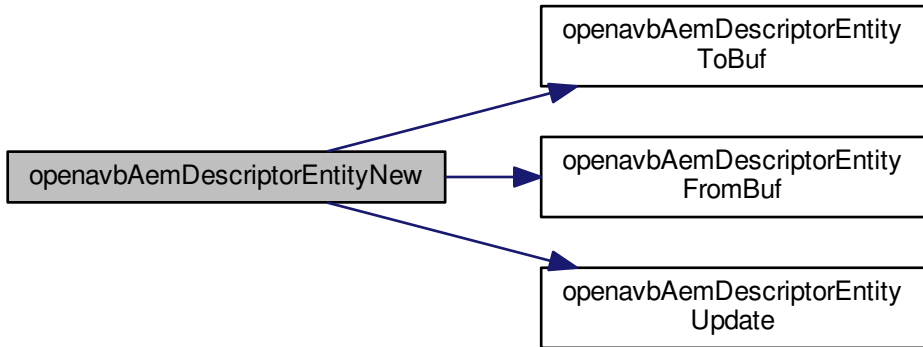 openavbAemDescriptorEntity
ToBuf
openavbAemDescriptorEntityNew
openavbAemDescriptorEntity
FromBuf
openavbAemDescriptorEntity
Update